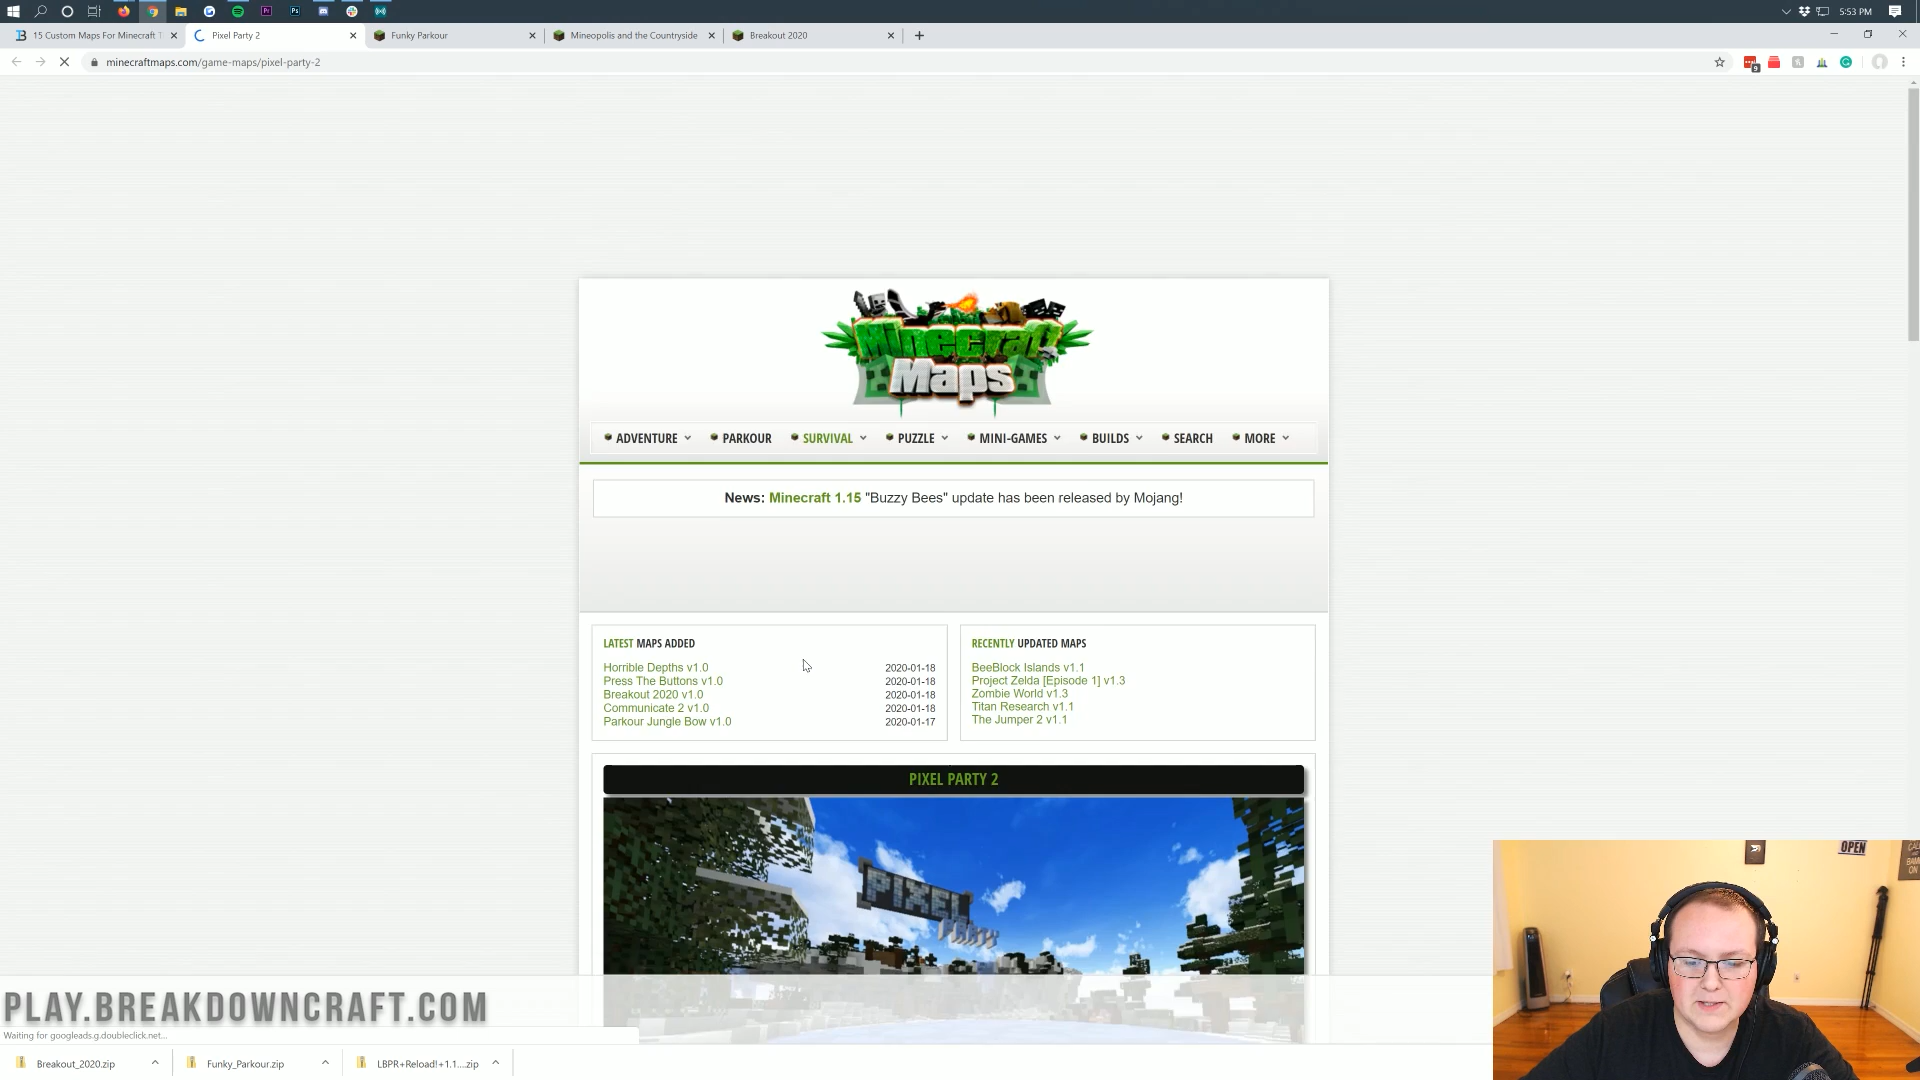 5:53 PM
15 Custom Maps For Minecraft T
Pixel Party 2
Funky Parkour
Mineopolis and the Countryside
Breakout 2020
minecraftmaps.com/game-maps/pixel-party-2
9
Minecraft
Maps
ADVENTURE
PARKOUR
SURVIVAL
PUZZLE
MINI-GAMES
BUILDS
SEARCH
MORE
News: Minecraft 1.15 "Buzzy Bees" update has been released by Mojang!
LATEST MAPS ADDED
Horrible Depths v1.0 2020-01-18
Press The Buttons v1.0 2020-01-18
Breakout 2020 v1.0 2020-01-18
Communicate 2 v1.0 2020-01-18
Parkour Jungle Bow v1.0 2020-01-17
RECENTLY UPDATED MAPS
BeeBlock Islands v1.1
Project Zelda [Episode 1] v1.3
Zombie World v1.3
Titan Research v1.1
The Jumper 2 v1.1
PIXEL PARTY 2
PIXEL
PARTY
OPEN
PLAY.BREAKDOWNCRAFT.COM
Waiting for googleads.g.doubleclick.net...
Breakout_2020.zip
Funky_Parkour.zip
LBPR+Reload!+1.1....zip